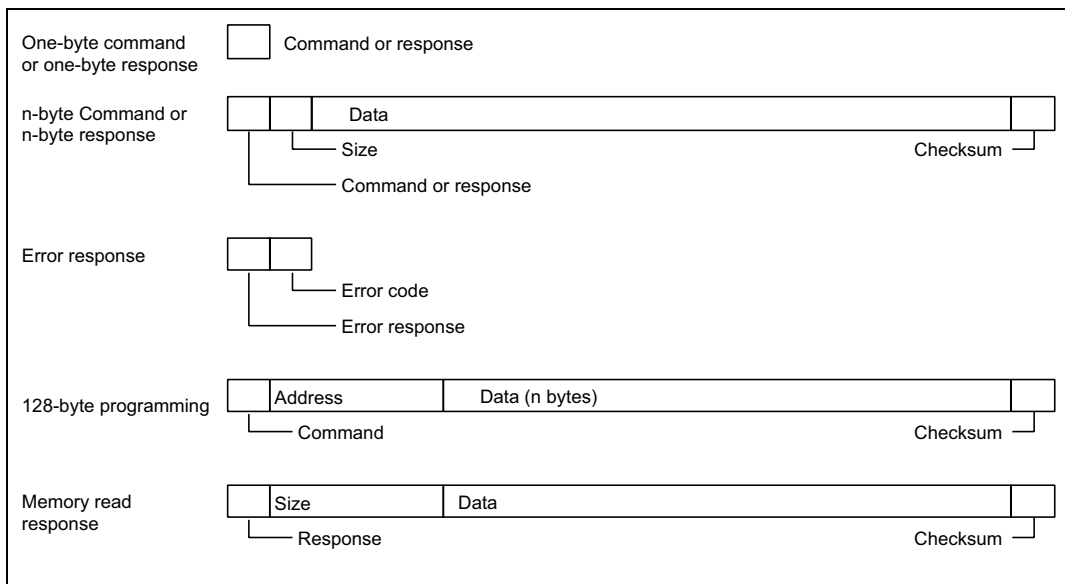 One-byte command
or one-byte response
Command or response
n-byte Command or
n-byte response
Data
Size
Checksum
Command or response
Error response
Error code
Error response
128-byte programming
Address
Data (n bytes)
Command
Checksum
Memory read
response
Size
Data
Response
Checksum